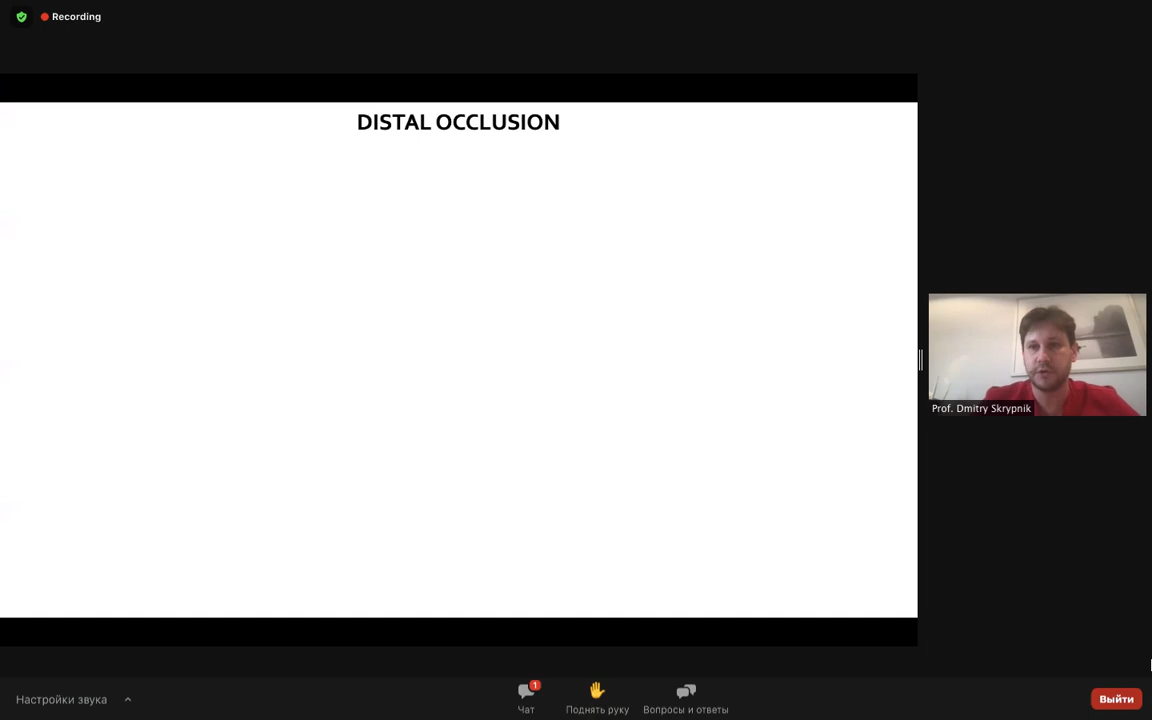 Recording
DISTAL OCCLUSION
Prof. Dmitry Skrypnik
Настройки звука
1
Чат
Поднять руку
Вопросы и ответы
Выйти